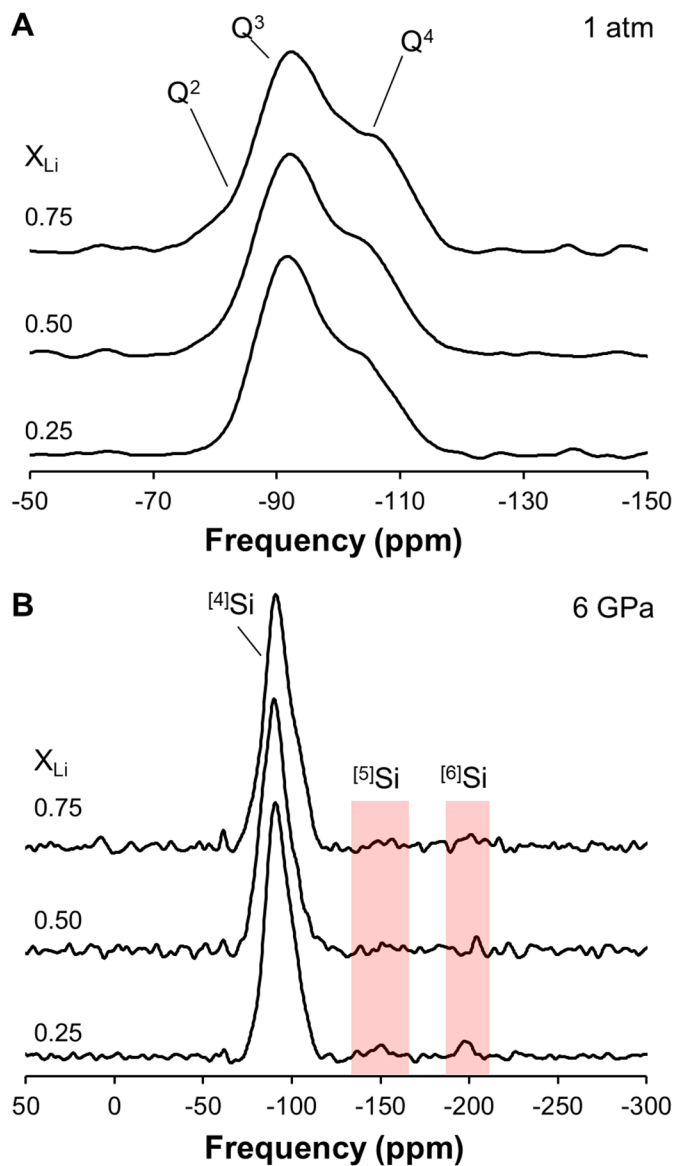 A
1 atm
Q³
Q⁴
Q²
X_Li
0.75
0.50
0.25
-50 -70 -90 -110 -130 -150
Frequency (ppm)
B
6 GPa
[4]Si
X_Li
[5]Si [6]Si
0.75
0.50
0.25
50 0 -50 -100 -150 -200 -250 -300
Frequency (ppm)